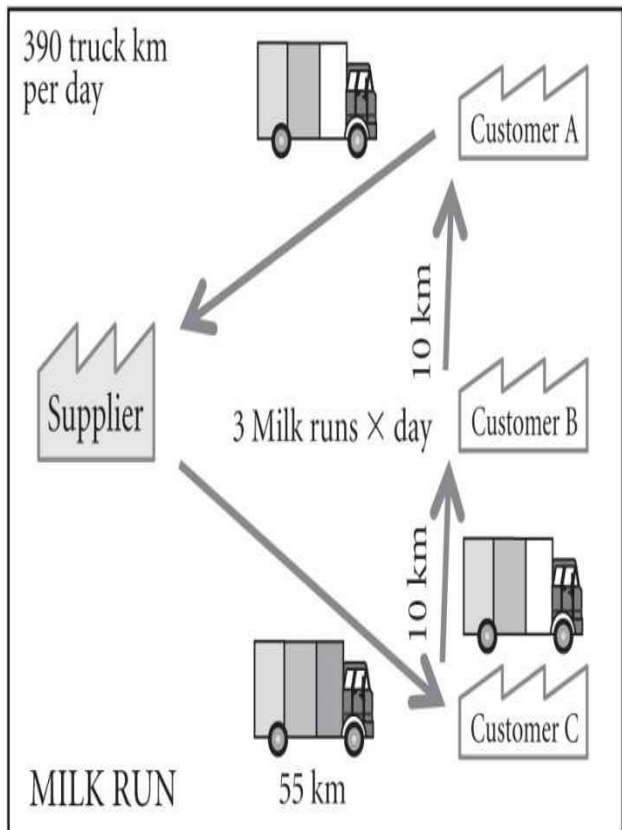 390 truck km
per day
Customer A
10 km
Supplier
3 Milk runs × day
Customer B
10 km
Customer C
MILK RUN
55 km